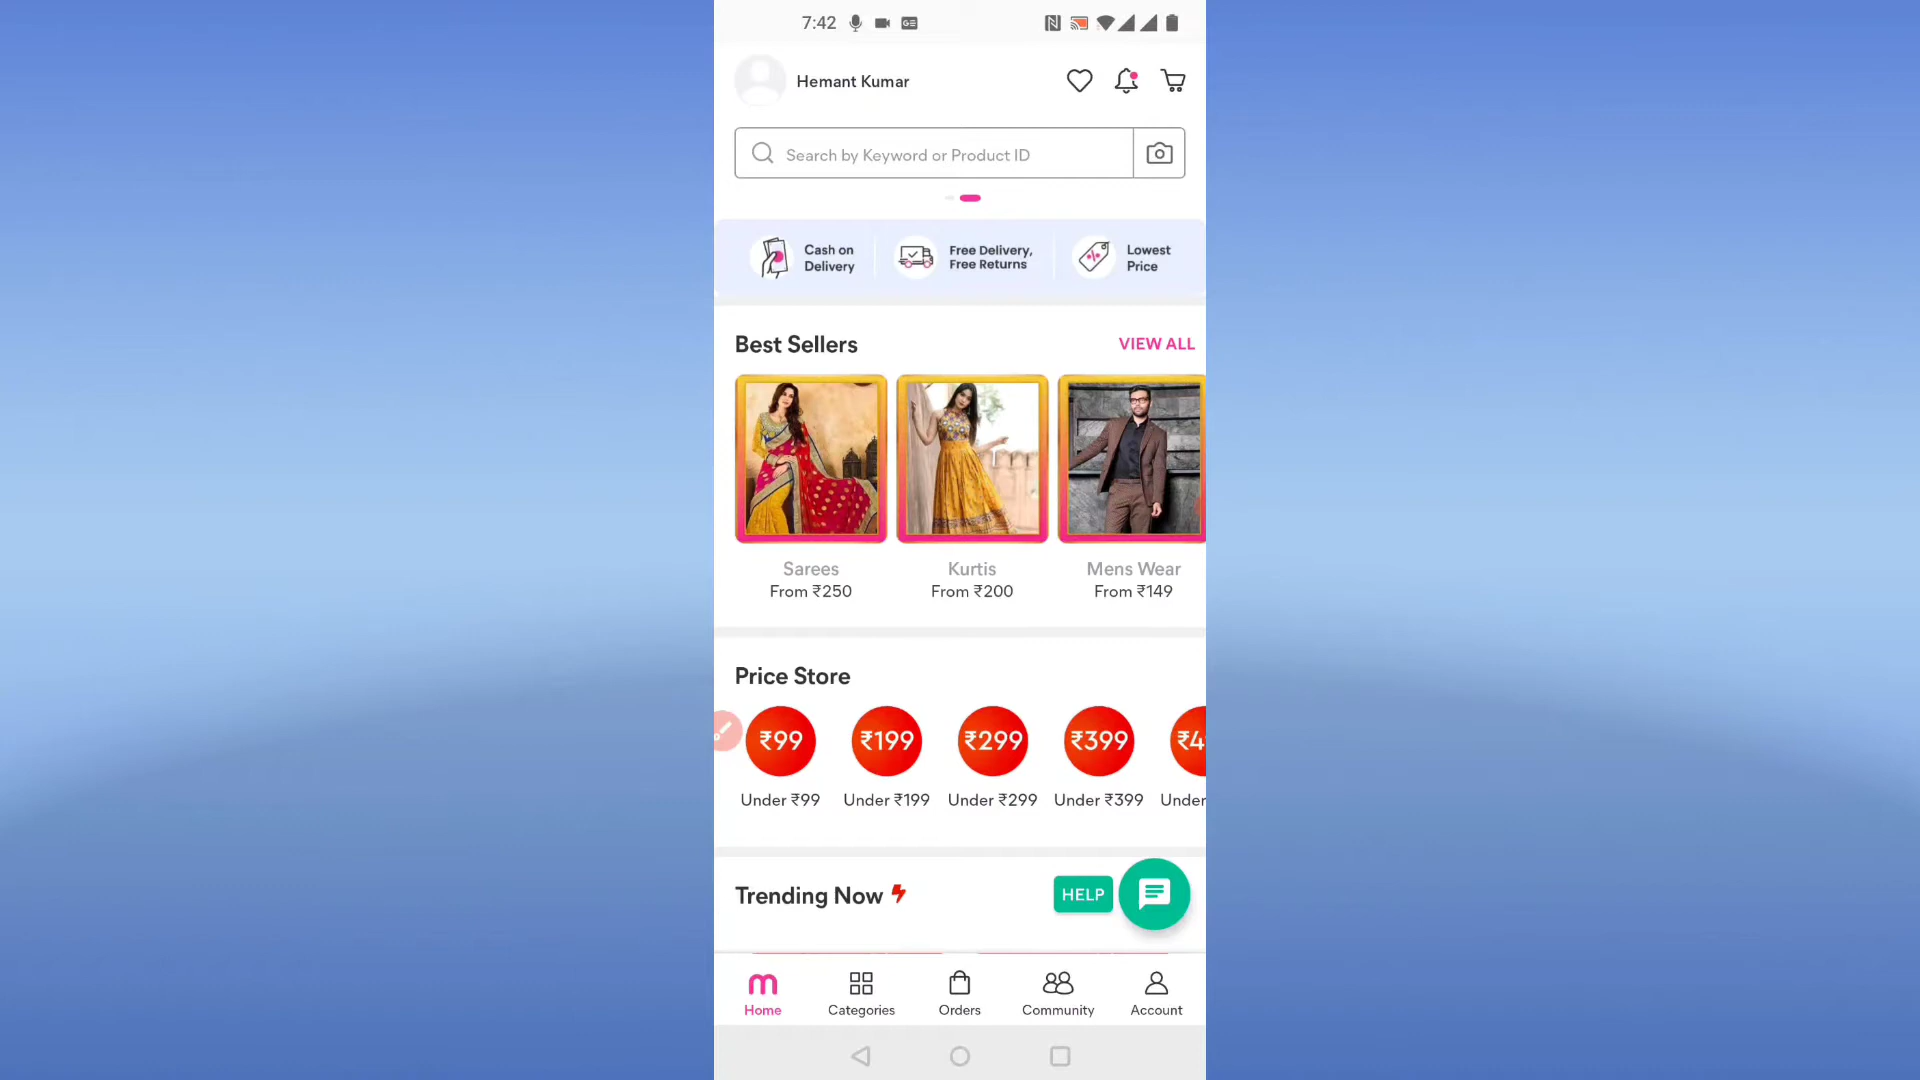 7:42
Hemant Kumar
Search by Keyword or Product ID
Cash on
Delivery
Free Delivery,
Free Returns
Lowest
Price
Best Sellers
VIEW ALL
Sarees
From ₹250
Kurtis
From ₹200
Mens Wear
From ₹149
Price Store
₹99
₹199
₹299
₹399
₹4
Under ₹99
Under ₹199
Under ₹299
Under ₹399
Under
Trending Now
HELP
m
Home
Categories
Orders
Community
Account